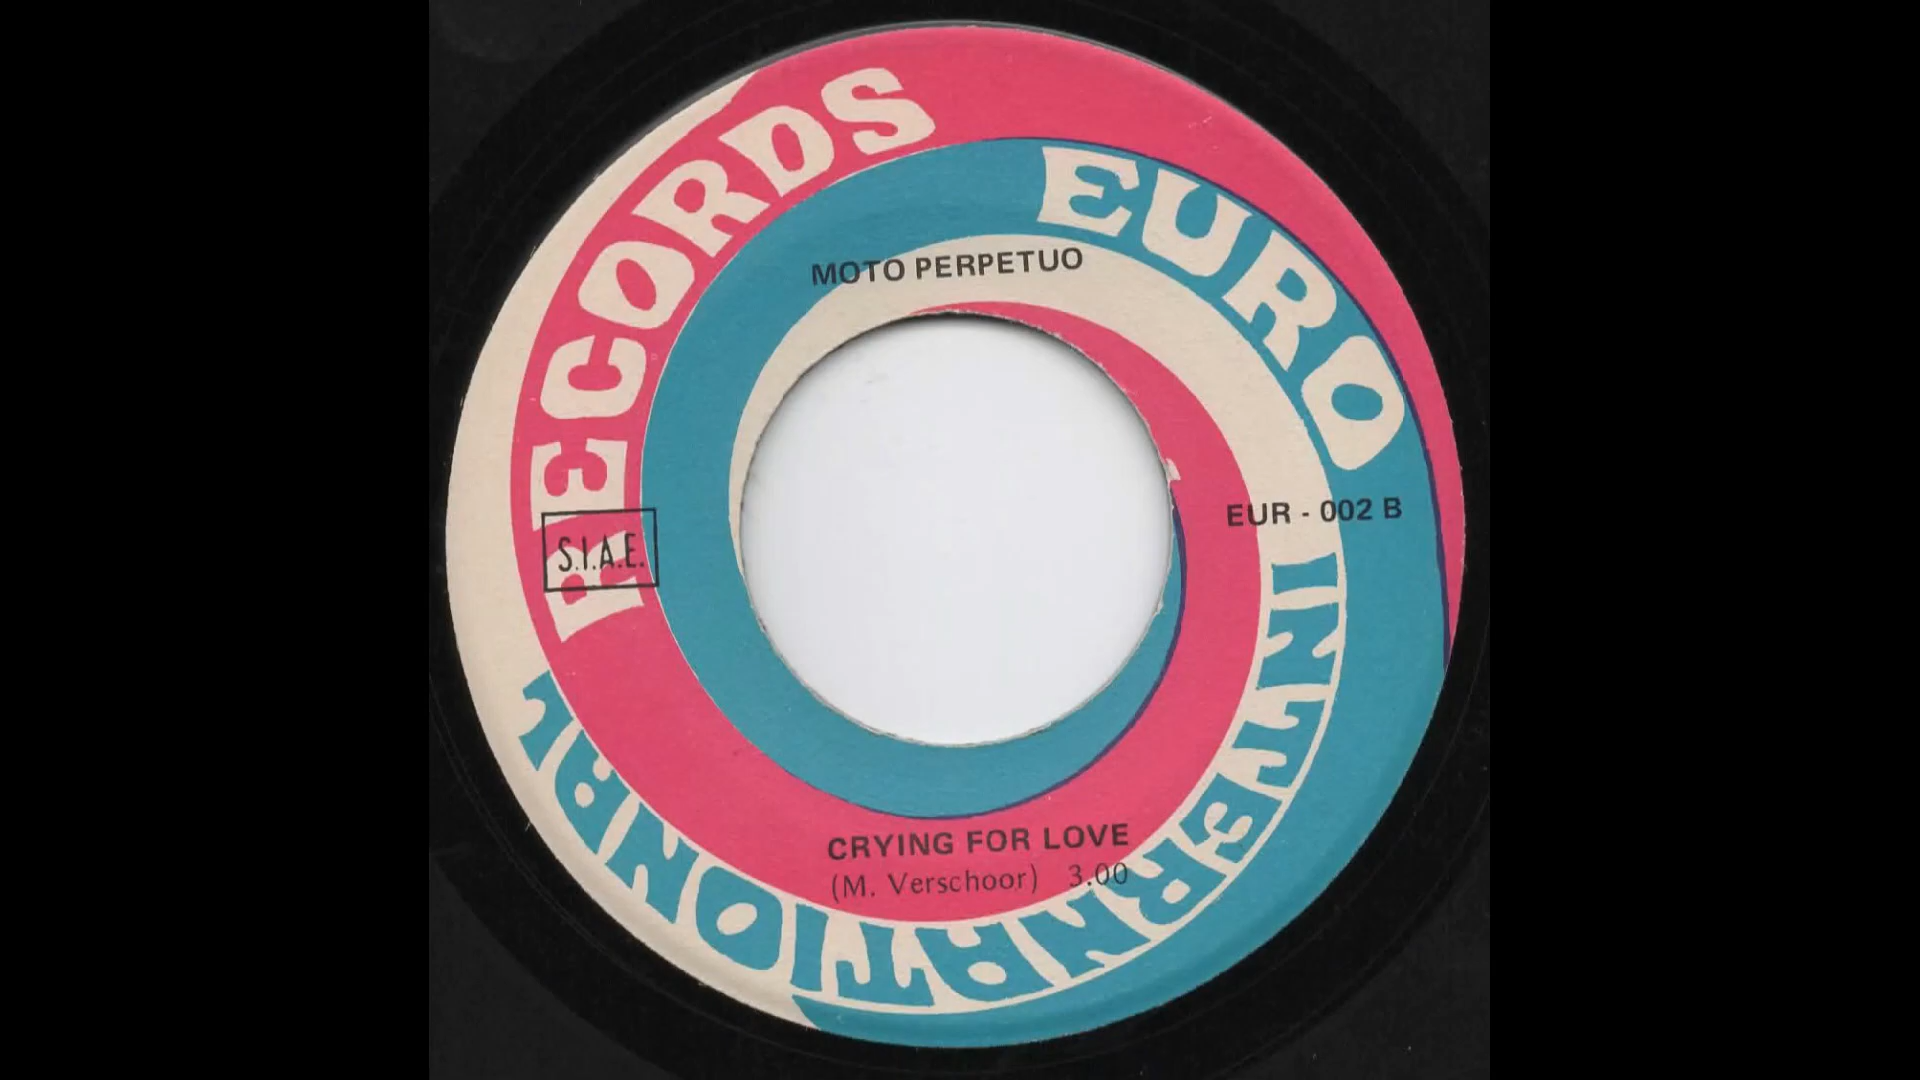 EURO
INTERNATIONAL
RECORDS
MOTO PERPETUO
EUR - 002 B
S.I.A.E.
CRYING FOR LOVE
(M. Verschoor) 3.00